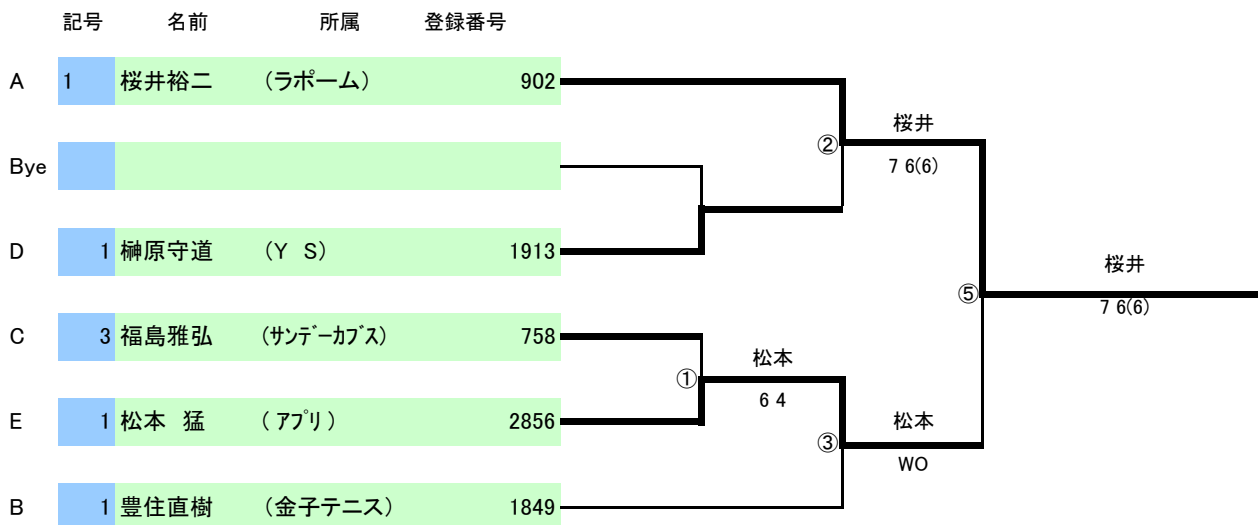 記号 名前 所属 登録番号
A 1 桜井裕二 (ラポーム) 902
桜井
②
7 6(6)
Bye
D 1 榊原守道 (Y S) 1913
桜井
⑤
7 6(6)
C 3 福島雅弘 (ｻﾝﾃﾞｰｶﾌﾞｽ) 758
松本
①
6 4
E 1 松本 猛 (ｱﾌﾟﾘ) 2856
松本
③
WO
B 1 豊住直樹 (金子テニス) 1849